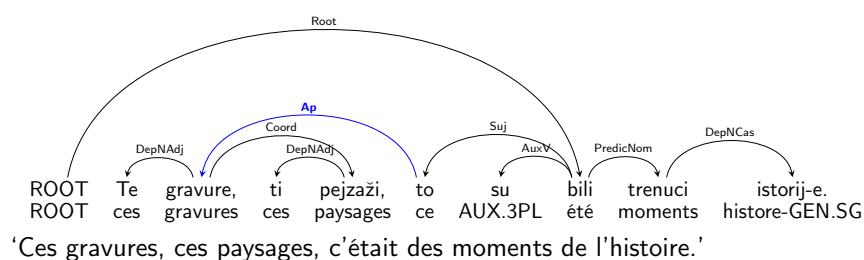 Root
Ap
Coord
Suj
DepNAdj
DepNAdj
AuxV
PredicNom
DepNCas
ROOT Te gravure, ti pejzaži, to su bili trenuci istorij-e.
ROOT ces gravures ces paysages ce AUX.3PL été moments histore-GEN.SG
‘Ces gravures, ces paysages, c’était des moments de l’histoire.’